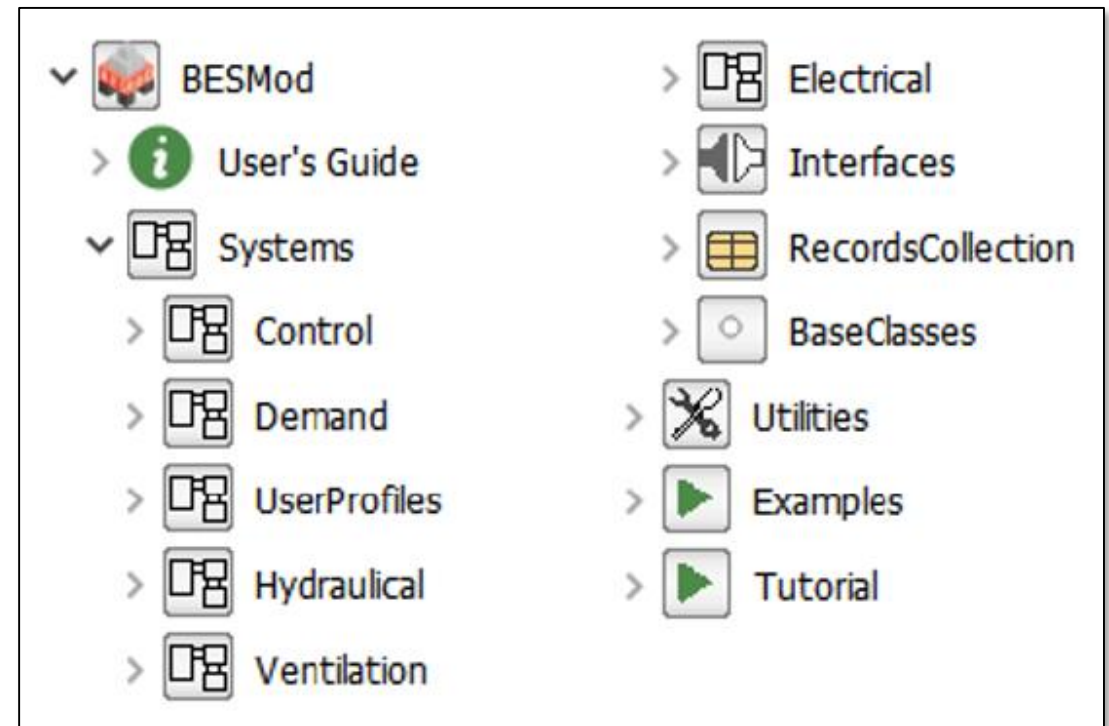 BESMod
User's Guide
Systems
Control
Demand
UserProfiles
Hydraulical
Ventilation
Electrical
Interfaces
RecordsCollection
BaseClasses
Utilities
Examples
Tutorial